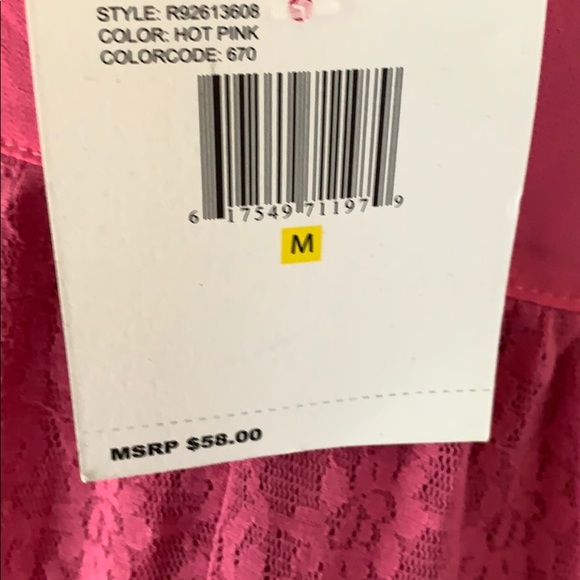 STYLE: R92613608
COLOR: HOT PINK
COLORCODE: 670
6 17549 71197 9
M
MSRP $58.00